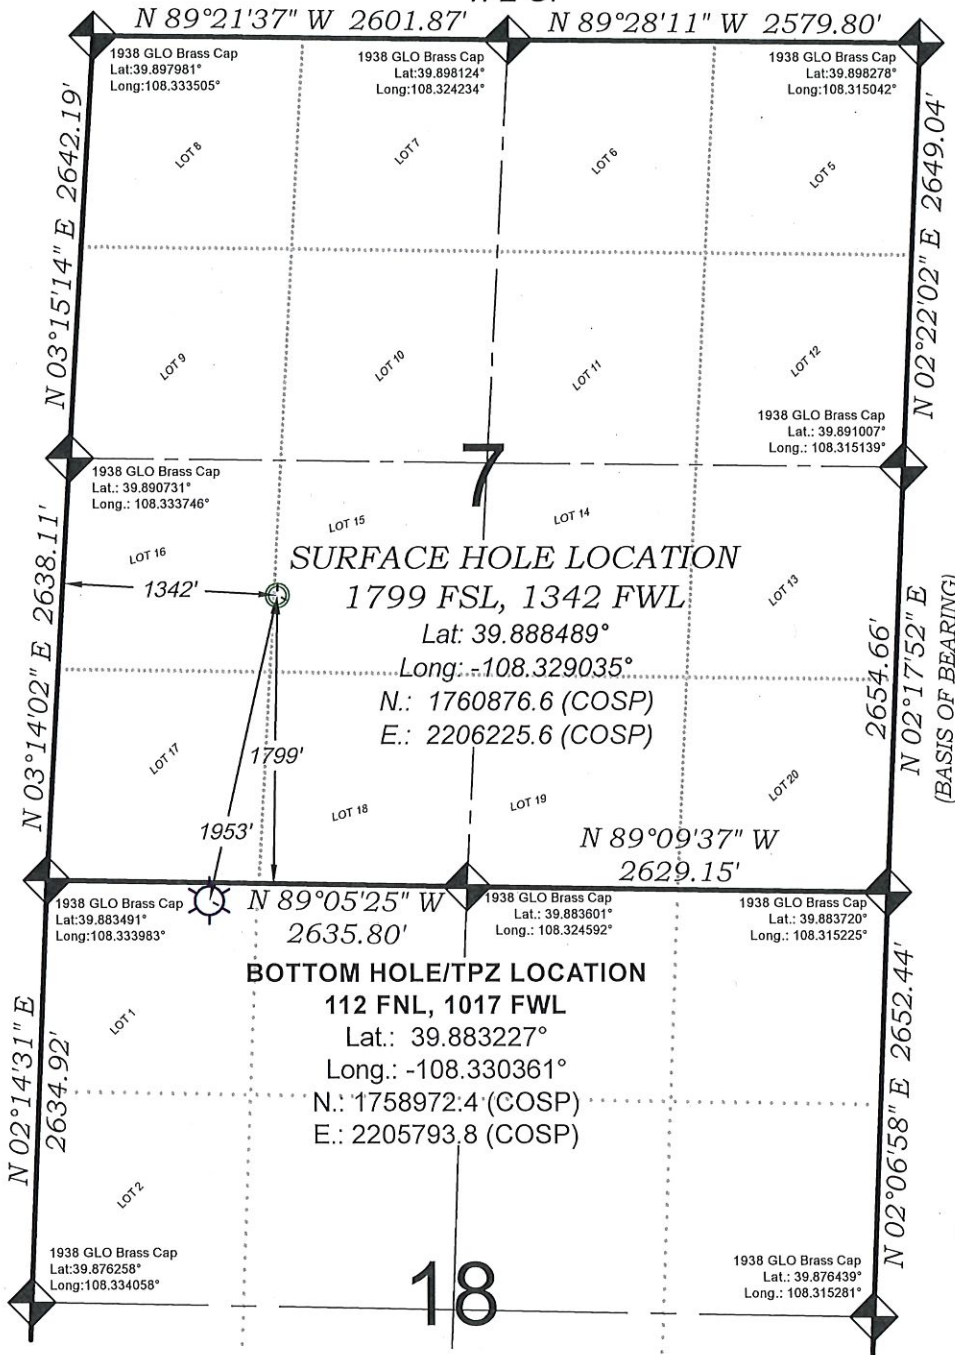 N 89°21'37" W 2601.87'
N 89°28'11" W 2579.80'
1938 GLO Brass Cap
Lat:39.897981°
Long:108.333505°
1938 GLO Brass Cap
Lat:39.898124°
Long:108.324234°
1938 GLO Brass Cap
Lat:39.898278°
Long:108.315042°
N 03°15'14" E 2642.19'
N 02°22'02" E 2649.04'
LOT 8
LOT 7
LOT 6
LOT 5
LOT 9
LOT 10
LOT 11
LOT 12
1938 GLO Brass Cap
Lat.: 39.891007°
Long.: 108.315139°
7
1938 GLO Brass Cap
Lat.: 39.890731°
Long.: 108.333746°
LOT 16
LOT 15
LOT 14
LOT 13
N 03°14'02" E 2638.11'
1342'
SURFACE HOLE LOCATION
1799 FSL, 1342 FWL
Lat: 39.888489°
Long: -108.329035°
N.: 1760876.6 (COSP)
E.: 2206225.6 (COSP)
2654.66'
N 02°17'52" E
(BASIS OF BEARING)
LOT 17
1799'
LOT 18
LOT 19
LOT 20
1953'
N 89°09'37" W
2629.15'
1938 GLO Brass Cap
Lat:39.883491°
Long:108.333983°
N 89°05'25" W
2635.80'
1938 GLO Brass Cap
Lat.: 39.883601°
Long.: 108.324592°
1938 GLO Brass Cap
Lat.: 39.883720°
Long.: 108.315225°
BOTTOM HOLE/TPZ LOCATION
112 FNL, 1017 FWL
Lat.: 39.883227°
Long.: -108.330361°
N.: 1758972.4 (COSP)
E.: 2205793.8 (COSP)
LOT 1
N 02°14'31" E
2634.92'
N 02°06'58" E 2652.44'
LOT 2
1938 GLO Brass Cap
Lat:39.876258°
Long:108.334058°
18
1938 GLO Brass Cap
Lat.: 39.876439°
Long.: 108.315281°